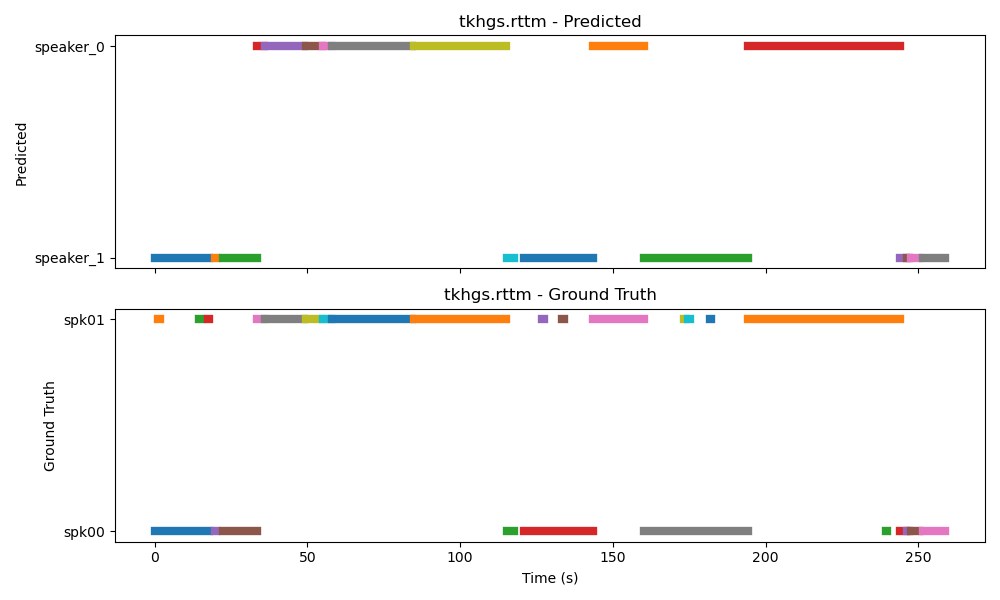 tkhgs.rttm - Predicted
speaker_0
Predicted
speaker_1
tkhgs.rttm - Ground Truth
spk01
Ground Truth
spk00
0 50 100 150 200 250
Time (s)